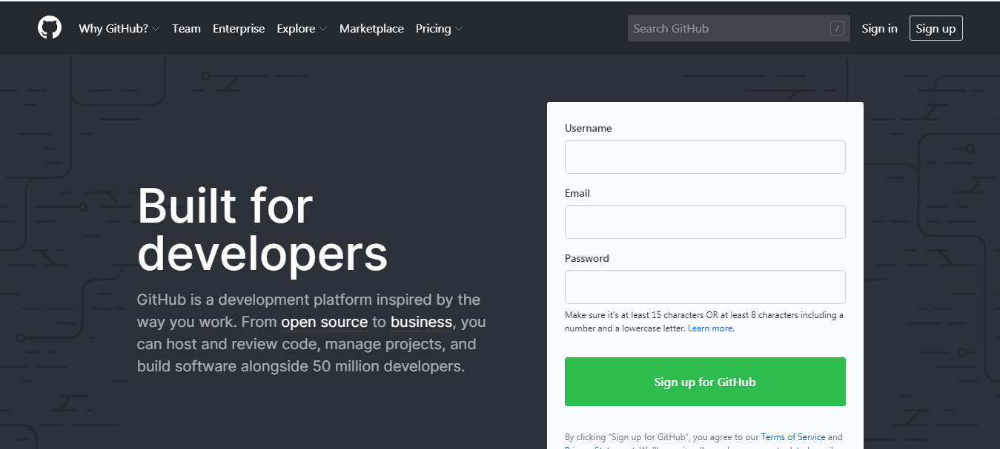 Why GitHub? Team Enterprise Explore Marketplace Pricing Search GitHub / Sign in Sign up
Built for
developers
GitHub is a development platform inspired by the
way you work. From open source to business, you
can host and review code, manage projects, and
build software alongside 50 million developers.
Username
Email
Password
Make sure it's at least 15 characters OR at least 8 characters including a
number and a lowercase letter. Learn more.
Sign up for GitHub
By clicking “Sign up for GitHub”, you agree to our Terms of Service and